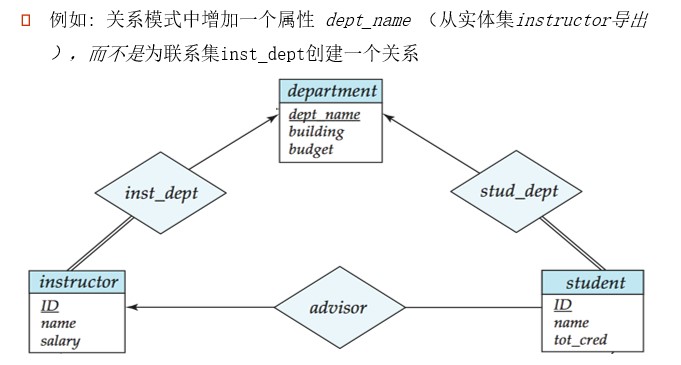 例如: 关系模式中增加一个属性 dept_name （从实体集instructor导出
），而不是为联系集inst_dept创建一个关系
department
dept_name
building
budget
inst_dept
stud_dept
instructor
ID
name
salary
advisor
student
ID
name
tot_cred